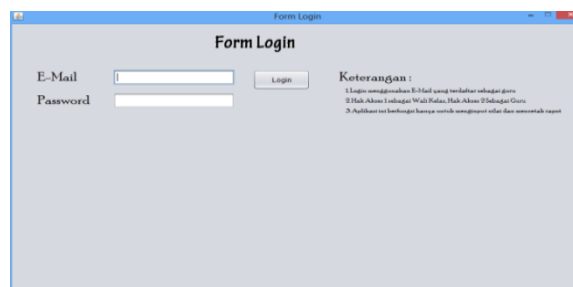 Form Login
Form Login
E-Mail
Login
Password
Keterangan :
1. Login menggunakan E-Mail yang terdaftar sebagai guru
2. Hak Akses 1 sebagai Wali Kelas, Hak Akses 2 Sebagai Guru
3. Aplikasi ini berfungsi hanya untuk menginput nilai dan mencetak raport